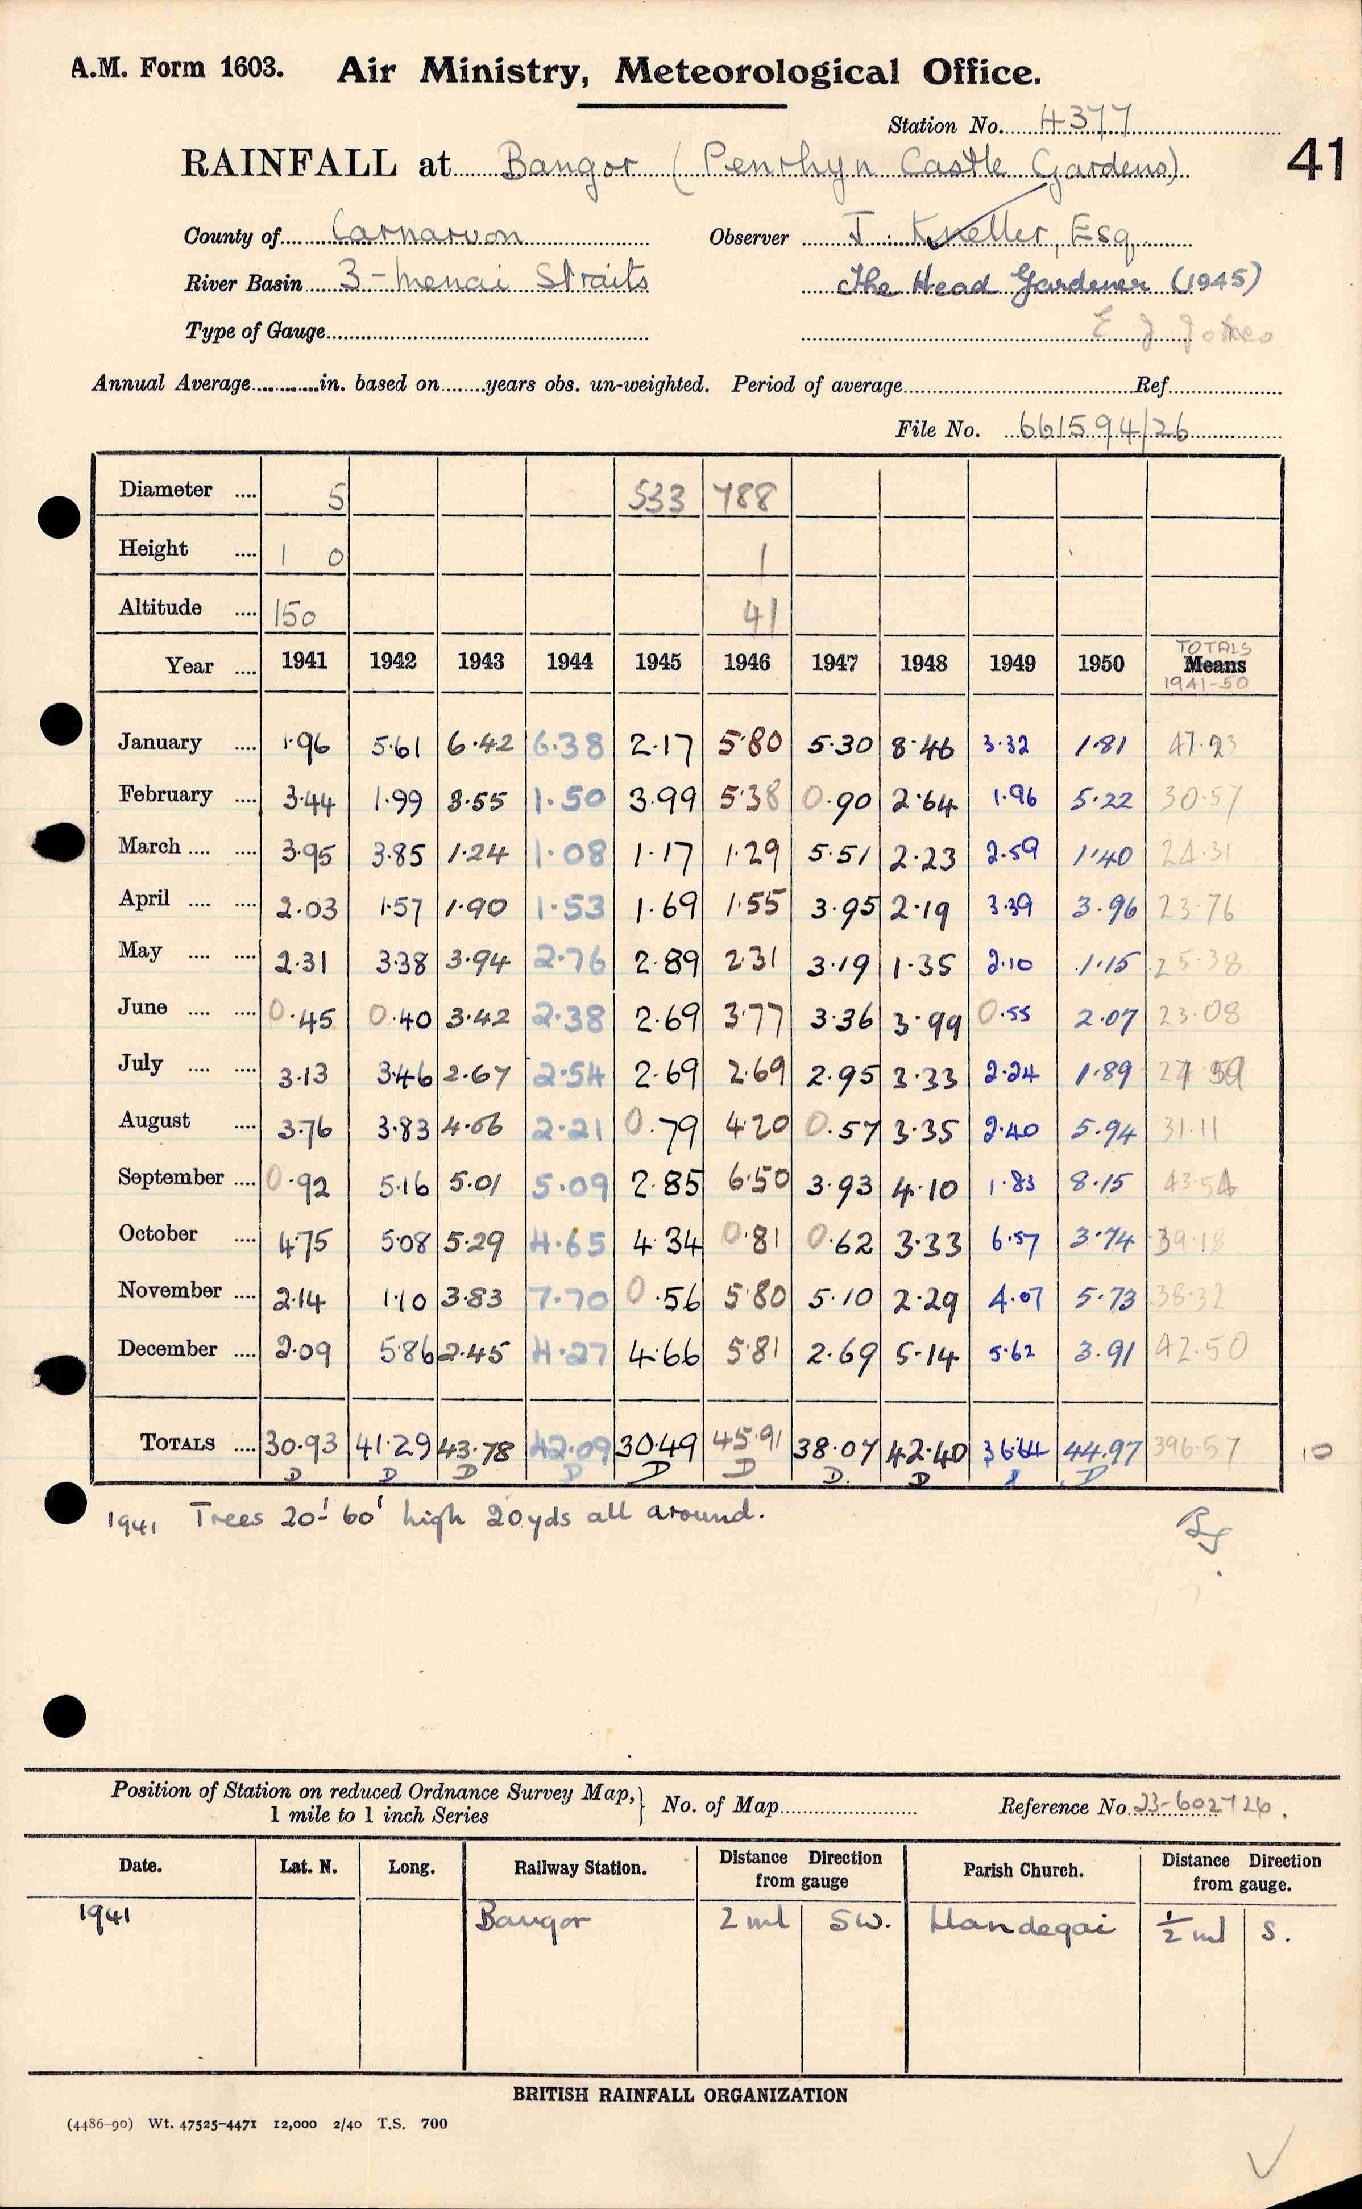 A.M. Form 1603. Air Ministry, Meteorological Office.
Station No. 4377
41
RAINFALL at Bangor (Penrhyn Castle Gardens)
County of Carnarvon Observer J. Kneller, Esq
River Basin 3-Menai Straits The Head Gardener (1945)
Type of Gauge E J Jones
Annual Average in. based on years obs. un-weighted. Period of average Ref
File No. 661594/26
Diameter 5 533 788
Height 1 0 1
Altitude 150 41
Year 1941 1942 1943 1944 1945 1946 1947 1948 1949 1950 TOTALS Means 1941-50
January 1.96 5.61 6.42 6.38 2.17 5.80 5.30 8.46 3.32 1.81 47.23
February 3.44 1.99 3.55 1.50 3.99 5.38 0.90 2.64 1.96 5.22 30.57
March 3.95 3.85 1.24 1.08 1.17 1.29 5.51 2.23 2.59 1.40 24.31
April 2.03 1.57 1.90 1.53 1.69 1.55 3.95 2.19 3.39 3.96 23.76
May 2.31 3.38 3.94 2.76 2.89 2.31 3.19 1.35 2.10 1.15 25.38
June 0.45 0.40 3.42 2.38 2.69 3.77 3.36 3.99 0.55 2.07 23.08
July 3.13 3.46 2.67 2.54 2.69 2.69 2.95 3.33 2.24 1.89 27.59
August 3.76 3.83 4.06 2.21 0.79 4.20 0.57 3.35 2.40 5.94 31.11
September 0.92 5.16 5.01 5.09 2.85 6.50 3.93 4.10 1.83 8.15 43.54
October 4.75 5.08 5.29 4.65 4.34 0.81 0.62 3.33 6.57 3.74 39.18
November 2.14 1.10 3.83 7.70 0.56 5.80 5.10 2.29 4.07 5.73 38.32
December 2.09 5.86 2.45 4.27 4.66 5.81 2.69 5.14 5.62 3.91 42.50
TOTALS 30.93 41.29 43.78 42.09 30.49 45.91 38.07 42.40 36.64 44.97 396.57 10
D D D D D D D. D D
1941 Trees 20'-60' high 20yds all around.
Position of Station on reduced Ordnance Survey Map, 1 mile to 1 inch Series No. of Map Reference No. 23-602726.
Date. Lat. N. Long. Railway Station. Distance Direction from gauge Parish Church. Distance Direction from gauge.
1941 Bangor 2 ml SW. Llandegai ½ ml S.
BRITISH RAINFALL ORGANIZATION
(4486-90) Wt. 47525-4471 12,000 2/40 T.S. 700